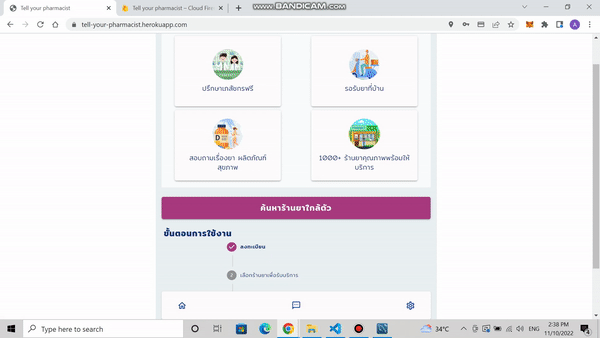 Tell your pharmacist
Tell your pharmacist - Cloud Fire
www.BANDICAM.com
tell-your-pharmacist.herokuapp.com
A
ปรึกษาเภสัชกรฟรี
รอรับยาที่บ้าน
สอบถามเรื่องยา ผลิตภัณฑ์
สุขภาพ
1000+ ร้านยาคุณภาพพร้อมให้
บริการ
ค้นหาร้านยาใกล้ตัว
ขั้นตอนการใช้งาน
ลงทะเบียน
2
เลือกร้านยาเพื่อรับบริการ
Type here to search
34°C
ENG
2:38 PM
11/10/2022